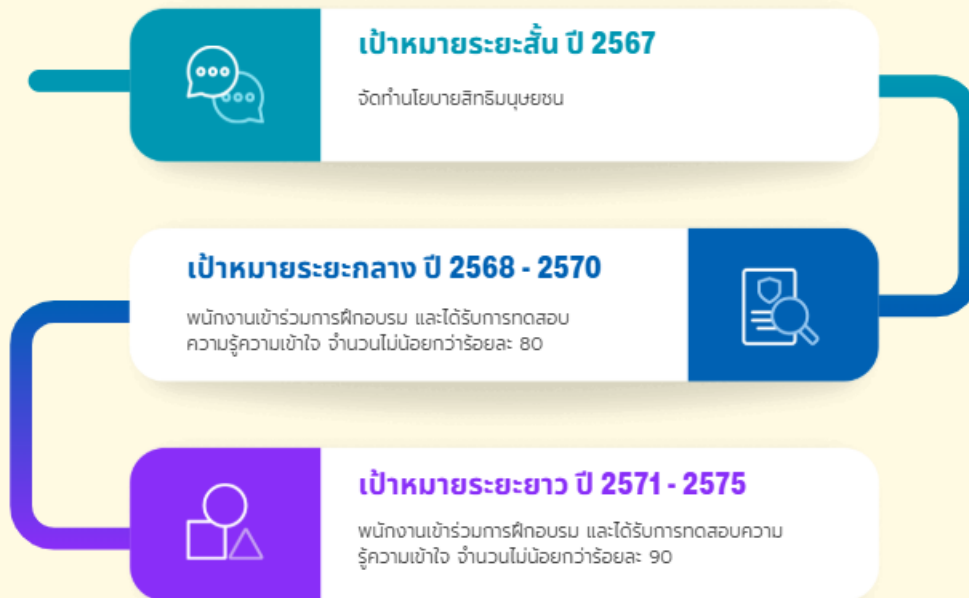 เป้าหมายระยะสั้น ปี 2567
จัดทำนโยบายสิทธิมนุษยชน
เป้าหมายระยะกลาง ปี 2568 - 2570
พนักงานเข้าร่วมการฝึกอบรม และได้รับการทดสอบ
ความรู้ความเข้าใจ จำนวนไม่น้อยกว่าร้อยละ 80
เป้าหมายระยะยาว ปี 2571 - 2575
พนักงานเข้าร่วมการฝึกอบรม และได้รับการทดสอบความ
รู้ความเข้าใจ จำนวนไม่น้อยกว่าร้อยละ 90